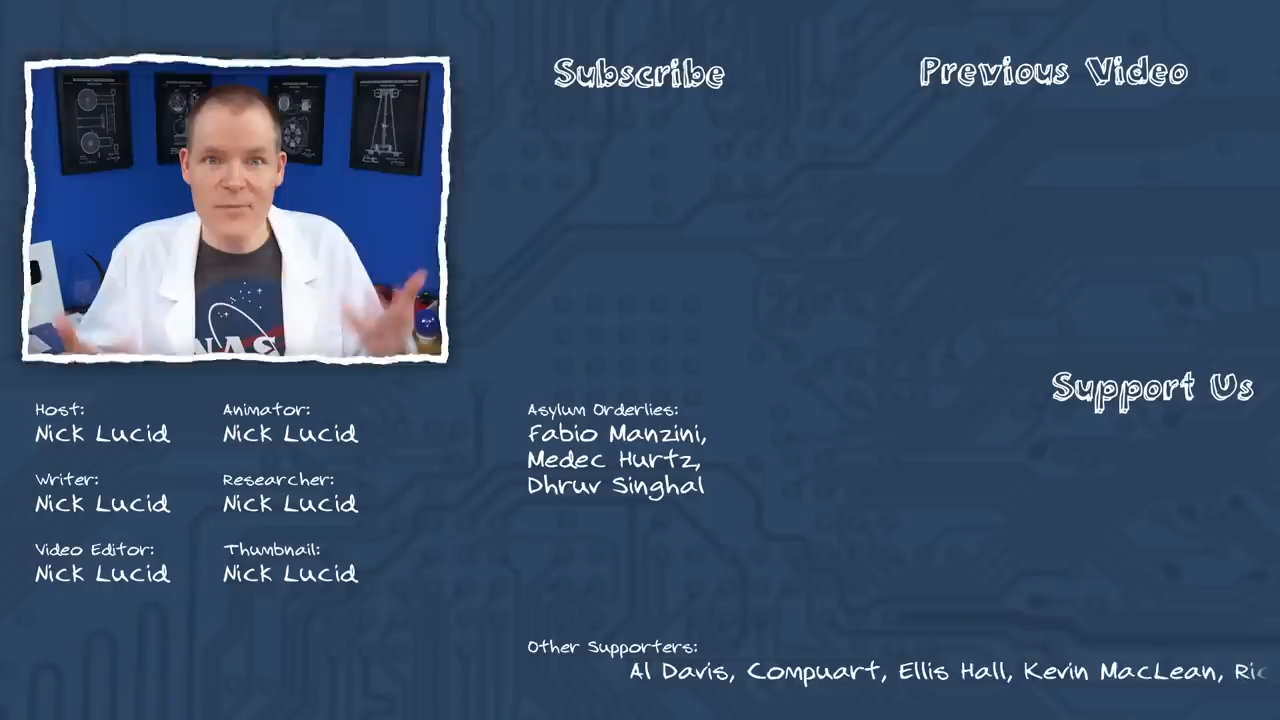 Subscribe
Previous Video
NAS
Support Us
Host:
Nick Lucid
Animator:
Nick Lucid
Writer:
Nick Lucid
Researcher:
Nick Lucid
Video Editor:
Nick Lucid
Thumbnail:
Nick Lucid
Asylum Orderlies:
Fabio Manzini,
Medec Hurtz,
Dhruv Singhal
Other Supporters:
Al Davis, Compuart, Ellis Hall, Kevin MacLean,